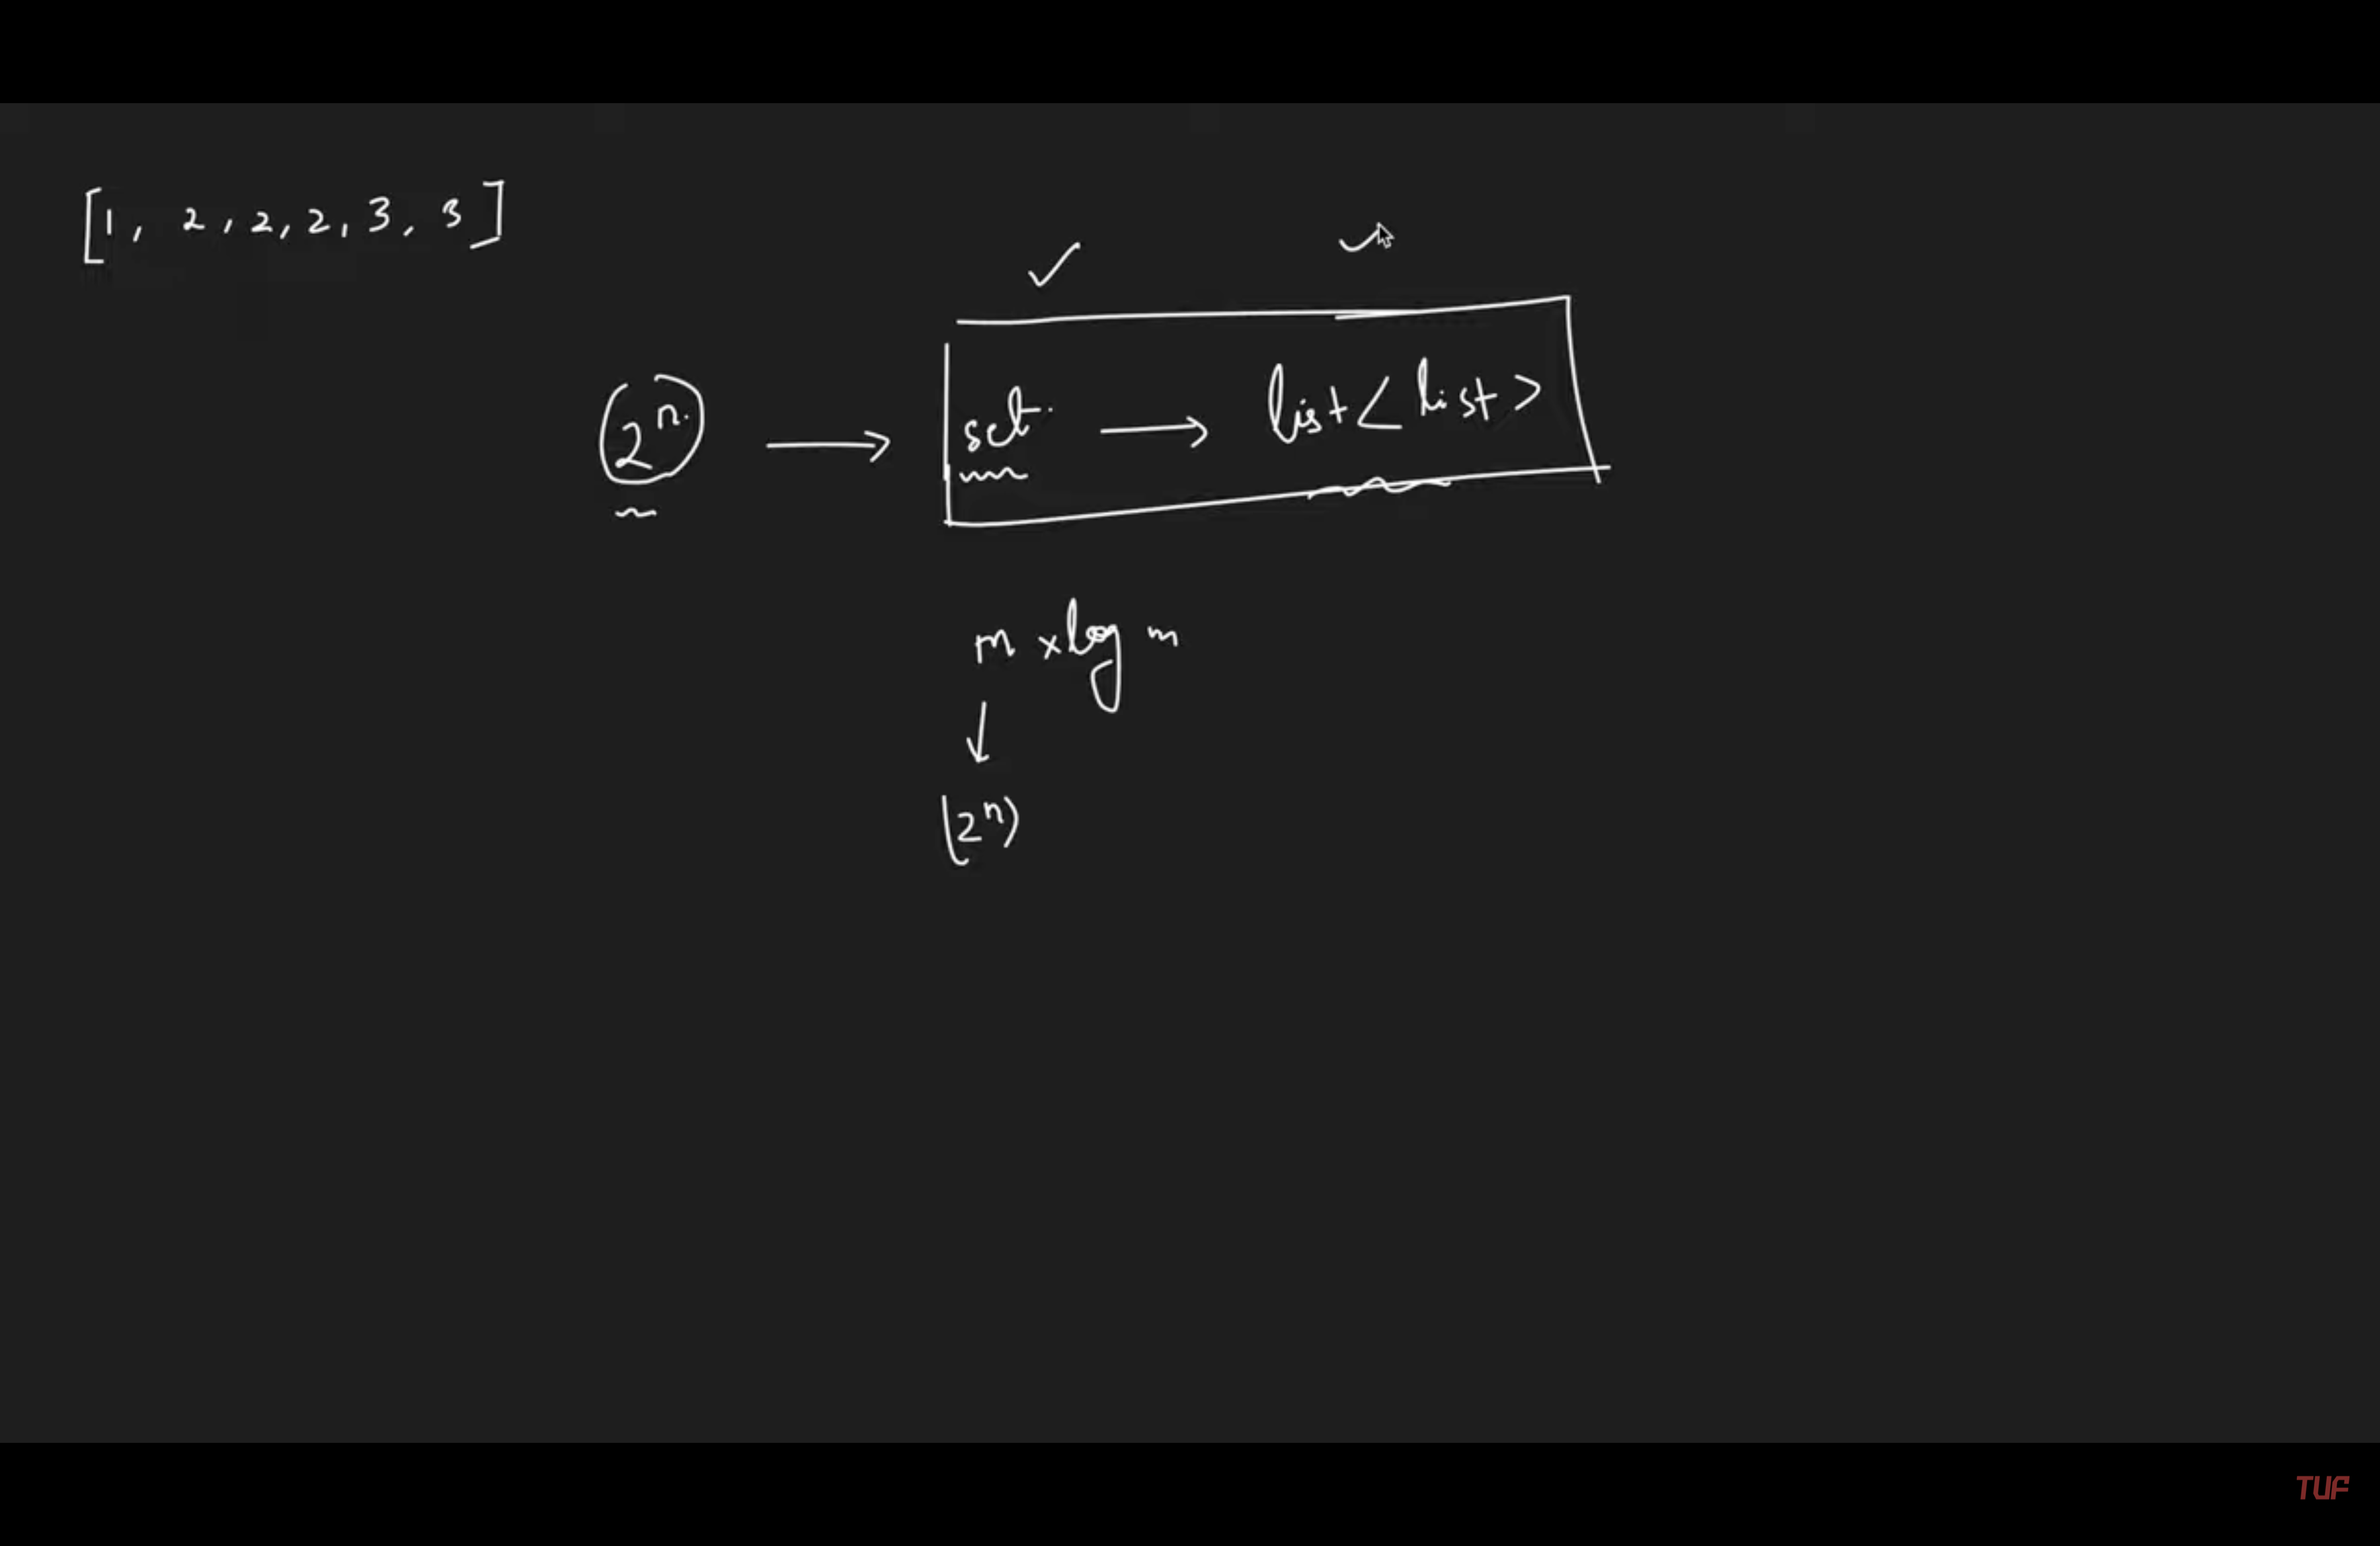 [1, 2, 2, 2, 3, 3]
2^n. → set. → list<list>
m x log m
↓
(2^n)
TUF